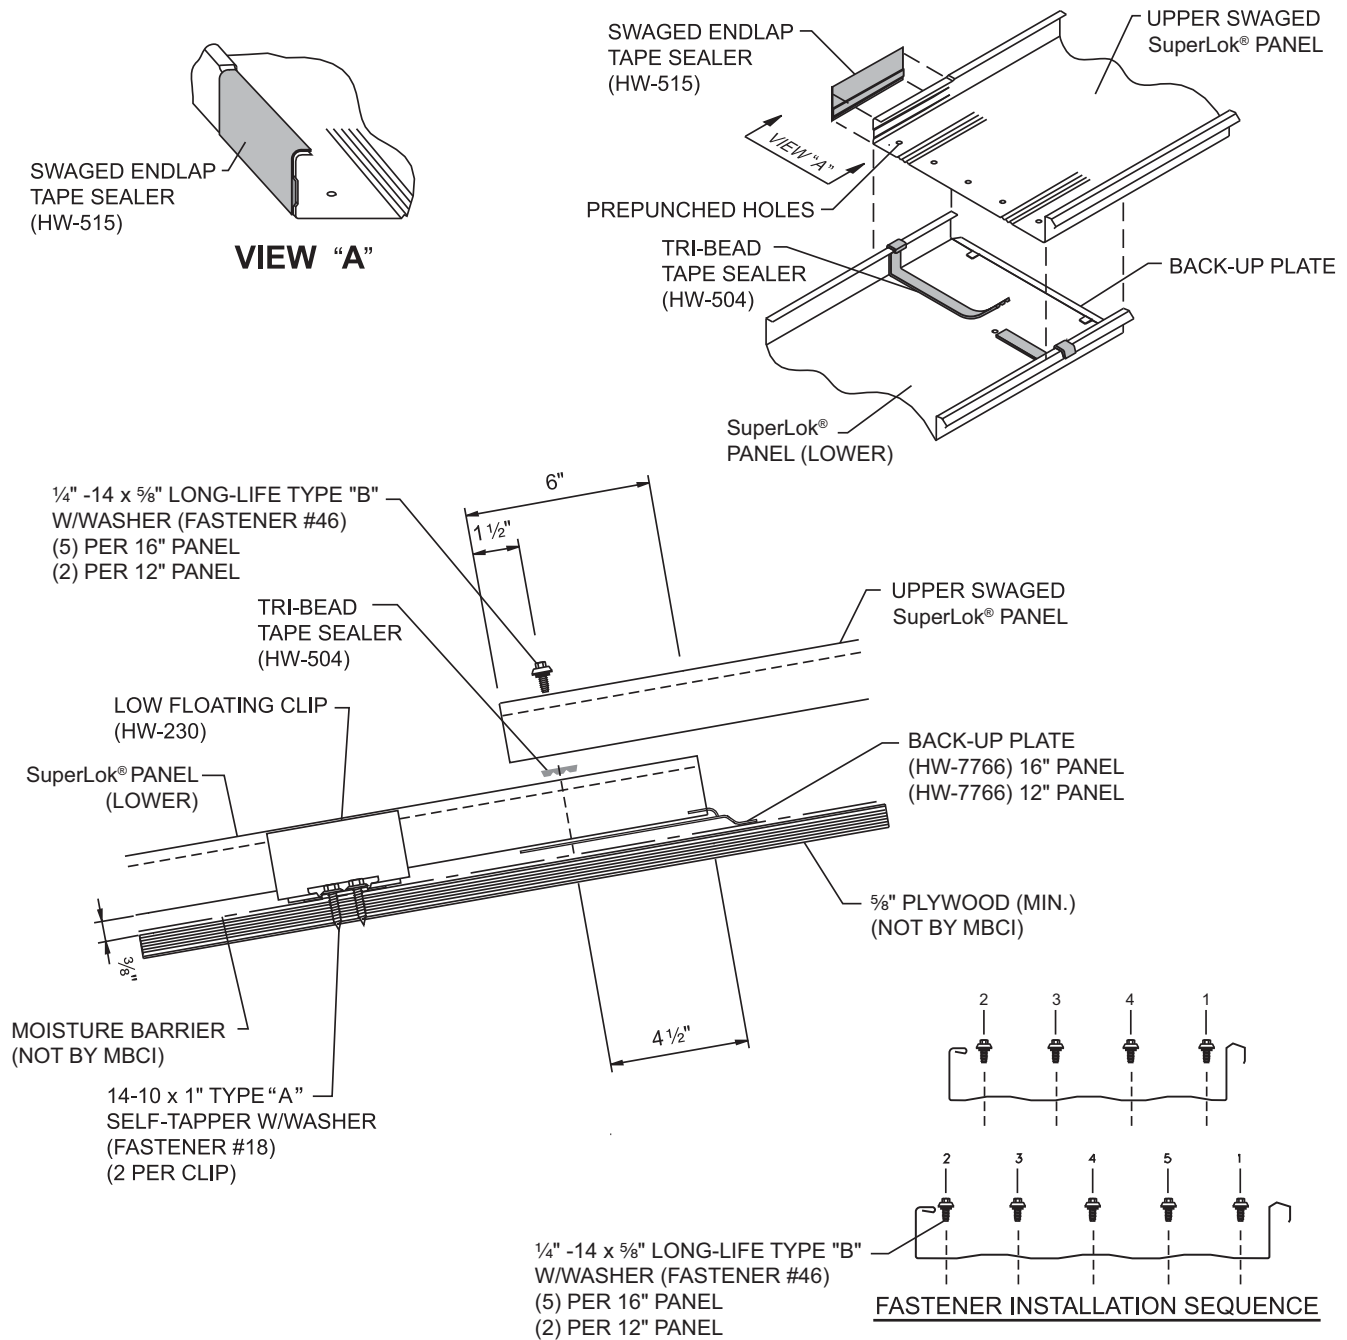 SWAGED ENDLAP
TAPE SEALER
(HW-515)
VIEW “A”
SWAGED ENDLAP
TAPE SEALER
(HW-515)
UPPER SWAGED
SuperLok® PANEL
VIEW “A”
PREPUNCHED HOLES
TRI-BEAD
TAPE SEALER
(HW-504)
BACK-UP PLATE
SuperLok®
PANEL (LOWER)
¼" -14 x ⅝" LONG-LIFE TYPE "B"
W/WASHER (FASTENER #46)
(5) PER 16" PANEL
(2) PER 12" PANEL
6"
1 ½"
TRI-BEAD
TAPE SEALER
(HW-504)
UPPER SWAGED
SuperLok® PANEL
LOW FLOATING CLIP
(HW-230)
SuperLok® PANEL
(LOWER)
BACK-UP PLATE
(HW-7766) 16" PANEL
(HW-7766) 12" PANEL
⅝" PLYWOOD (MIN.)
(NOT BY MBCI)
⅜"
MOISTURE BARRIER
(NOT BY MBCI)
4 ½"
14-10 x 1" TYPE “A”
SELF-TAPPER W/WASHER
(FASTENER #18)
(2 PER CLIP)
2 3 4 1
2 3 4 5 1
¼" -14 x ⅝" LONG-LIFE TYPE "B"
W/WASHER (FASTENER #46)
(5) PER 16" PANEL
(2) PER 12" PANEL
FASTENER INSTALLATION SEQUENCE